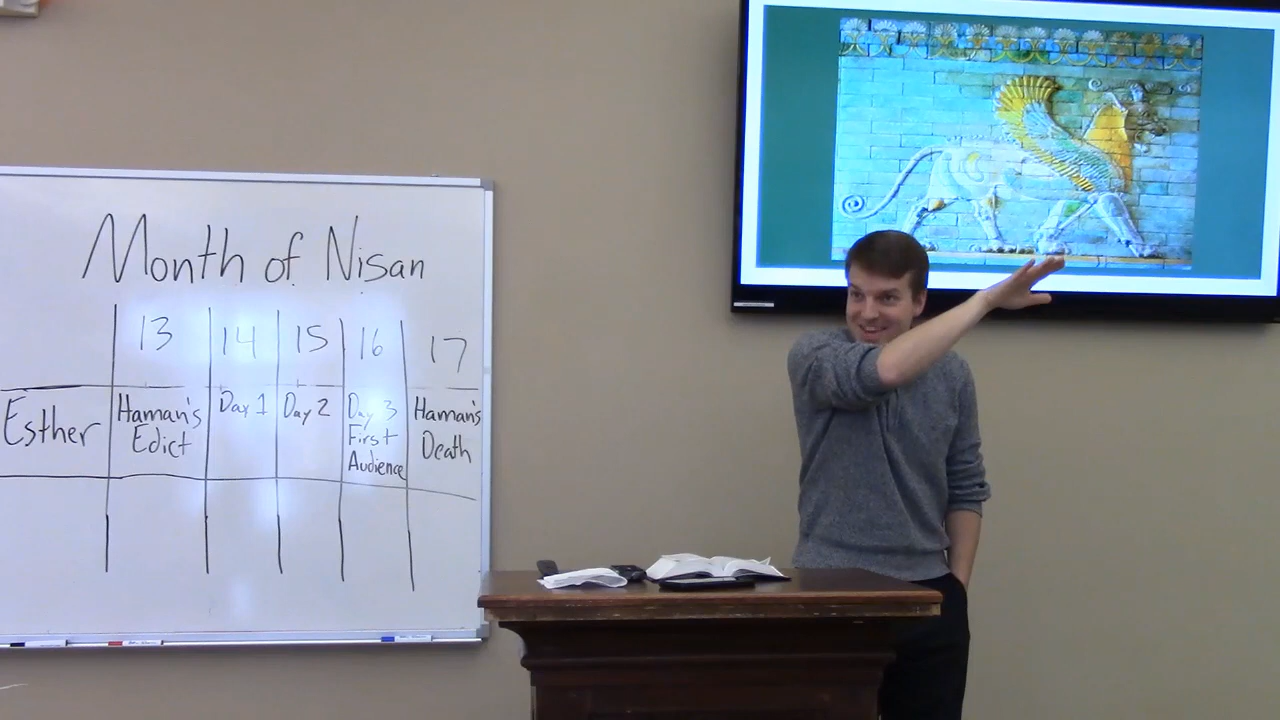 Month of Nisan
13 14 15 16 17
Esther Haman's Edict Day 1 Day 2 Day 3 First Audience Haman's Death